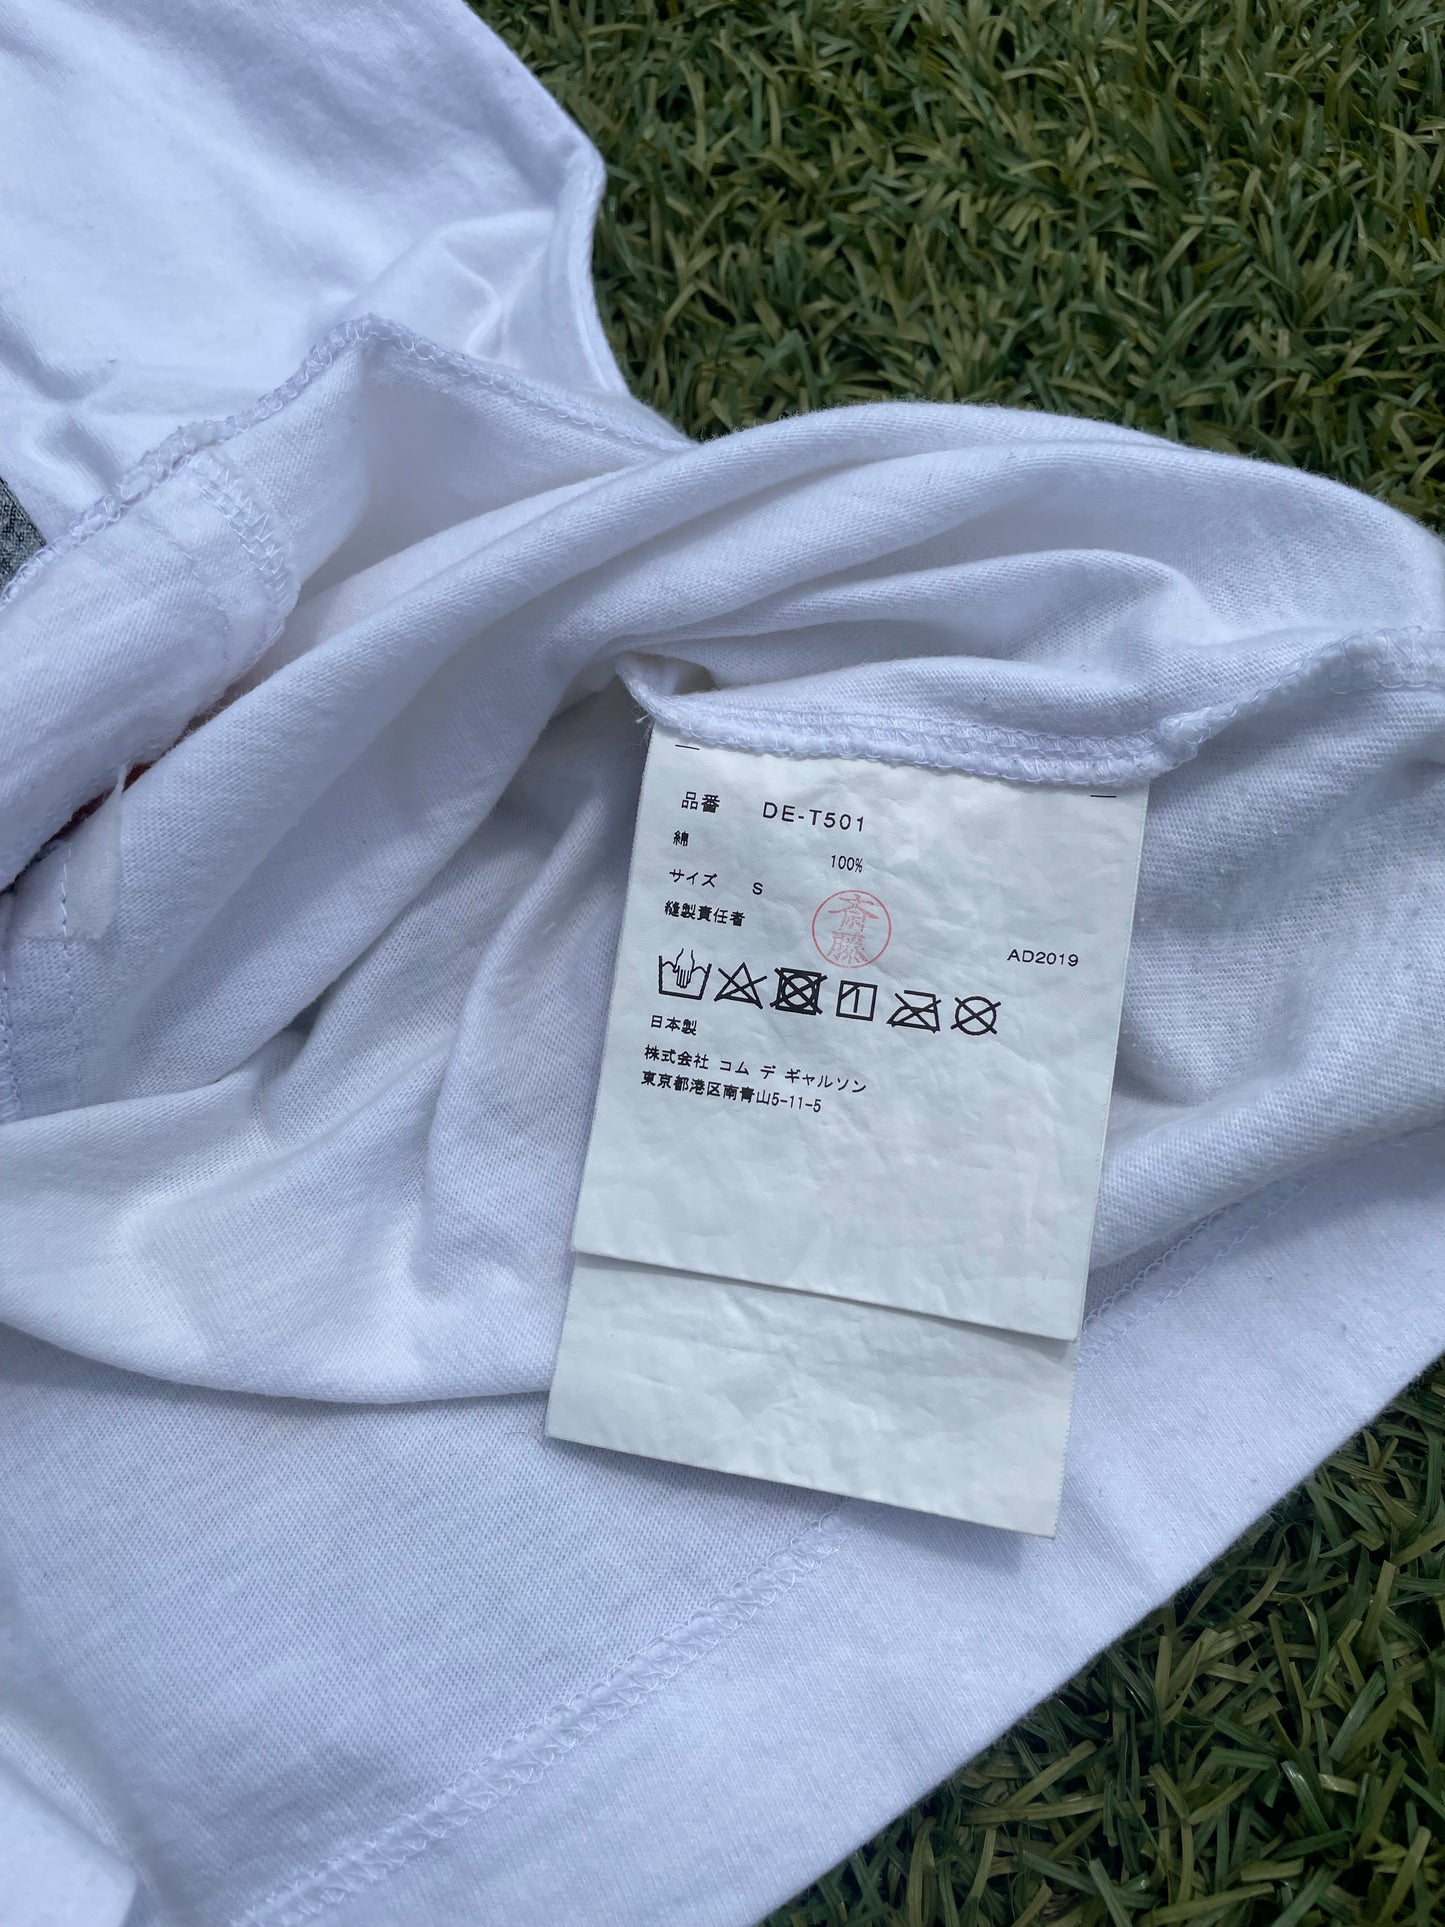 品番 DE-T501
綿 100%
サイズ S
縫製責任者 斎藤
AD2019
日本製
株式会社 コム デ ギャルソン
東京都港区南青山5-11-5